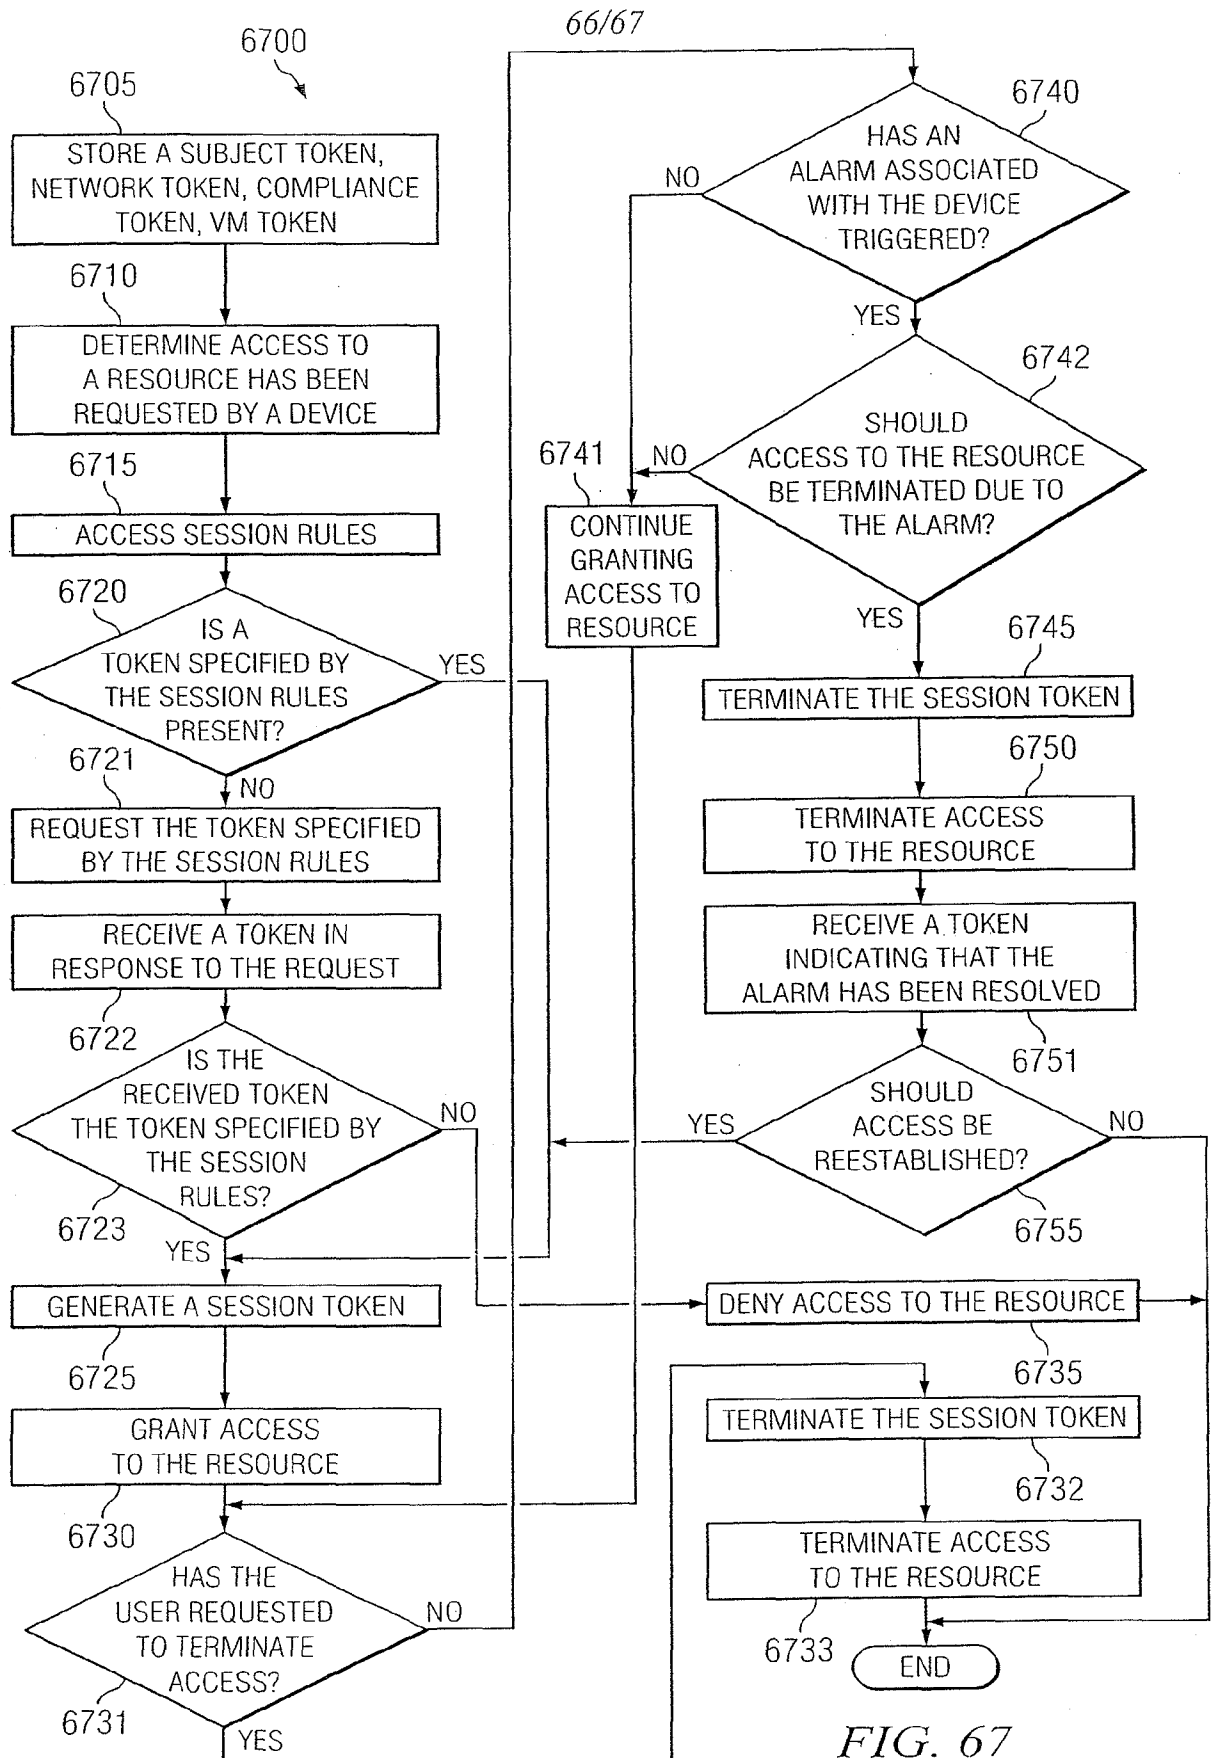 66/67
6700
6705
STORE A SUBJECT TOKEN,
NETWORK TOKEN, COMPLIANCE
TOKEN, VM TOKEN
6710
DETERMINE ACCESS TO
A RESOURCE HAS BEEN
REQUESTED BY A DEVICE
6715
ACCESS SESSION RULES
6720
IS A
TOKEN SPECIFIED BY
THE SESSION RULES
PRESENT?
YES
NO
6721
REQUEST THE TOKEN SPECIFIED
BY THE SESSION RULES
RECEIVE A TOKEN IN
RESPONSE TO THE REQUEST
6722
IS THE
RECEIVED TOKEN
THE TOKEN SPECIFIED BY
THE SESSION
RULES?
NO
6723
YES
GENERATE A SESSION TOKEN
6725
GRANT ACCESS
TO THE RESOURCE
6730
HAS THE
USER REQUESTED
TO TERMINATE
ACCESS?
NO
6731
YES
6740
HAS AN
ALARM ASSOCIATED
WITH THE DEVICE
TRIGGERED?
NO
YES
6742
SHOULD
ACCESS TO THE RESOURCE
BE TERMINATED DUE TO
THE ALARM?
NO
YES
6741
CONTINUE
GRANTING
ACCESS TO
RESOURCE
6745
TERMINATE THE SESSION TOKEN
6750
TERMINATE ACCESS
TO THE RESOURCE
RECEIVE A TOKEN
INDICATING THAT THE
ALARM HAS BEEN RESOLVED
6751
SHOULD
ACCESS BE
REESTABLISHED?
YES
NO
6755
DENY ACCESS TO THE RESOURCE
6735
TERMINATE THE SESSION TOKEN
6732
TERMINATE ACCESS
TO THE RESOURCE
6733
END
FIG. 67